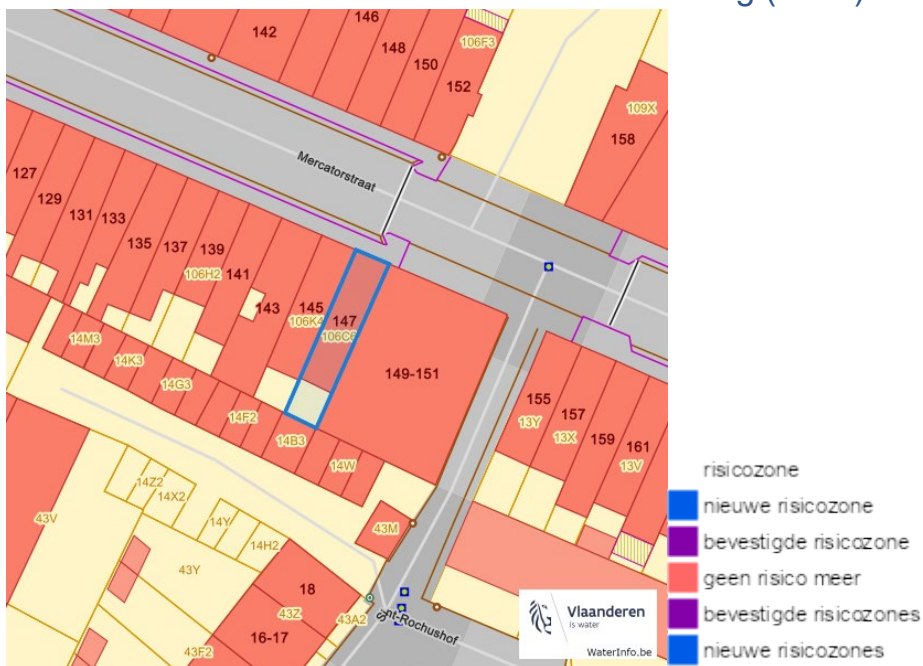 142
146
148
150
106F3
152
109X
158
Mercatorstraat
127
129
131
133
135
137
139
106H2
141
143
145
106K4
147
106C6
149-151
14M3
14K3
14G3
14F2
14B3
14W
155
13Y
157
13X
159
161
13V
43V
14Z2
14X2
14Y
14H2
43M
43Y
18
43Z
16-17
43A2
43F2
nt-Rochushof
Vlaanderen
is water
WaterInfo.be
risicozone
nieuwe risicozone
bevestigde risicozone
geen risico meer
bevestigde risicozones
nieuwe risicozones